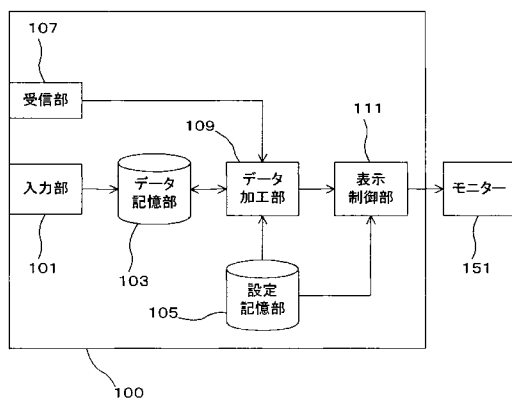 107
受信部
109
111
入力部
データ
記憶部
データ
加工部
表示
制御部
モニター
101
103
151
設定
記憶部
105
100